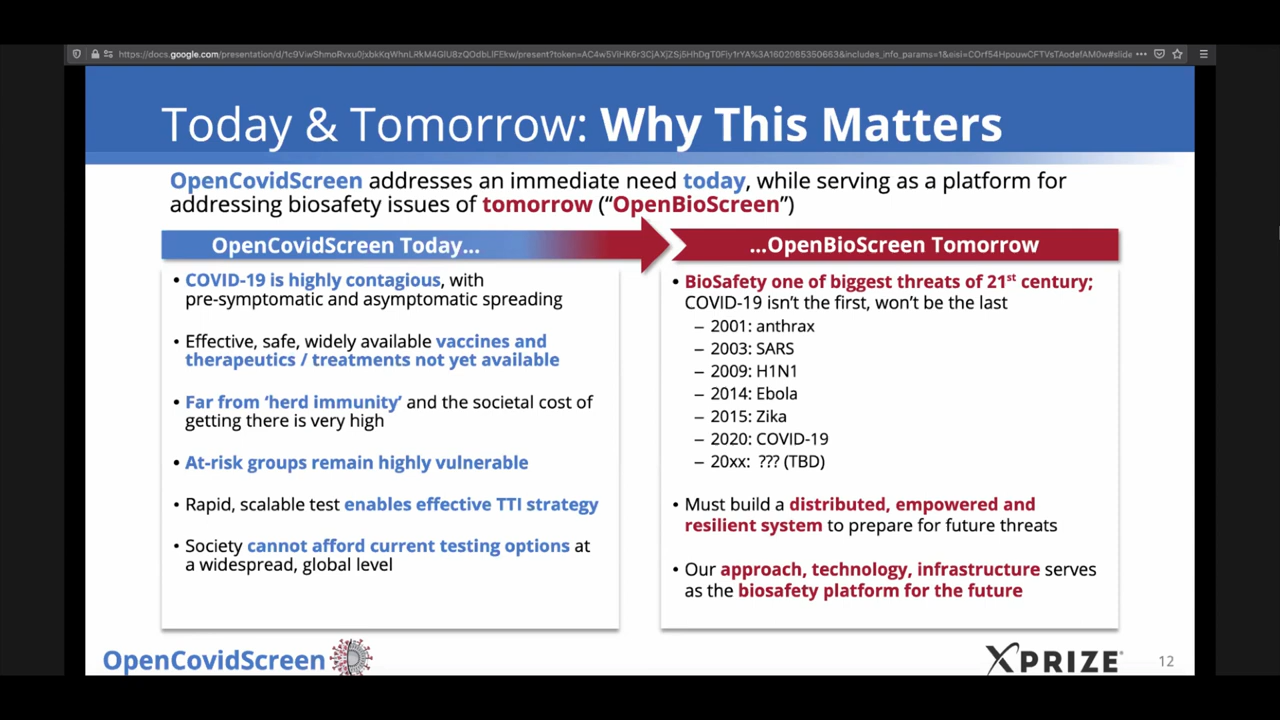 Today & Tomorrow: Why This Matters
OpenCovidScreen addresses an immediate need today, while serving as a platform for
addressing biosafety issues of tomorrow (“OpenBioScreen”)
OpenCovidScreen Today...
• COVID-19 is highly contagious, with
pre-symptomatic and asymptomatic spreading
• Effective, safe, widely available vaccines and
therapeutics / treatments not yet available
• Far from ‘herd immunity’ and the societal cost of
getting there is very high
• At-risk groups remain highly vulnerable
• Rapid, scalable test enables effective TTI strategy
• Society cannot afford current testing options at
a widespread, global level
...OpenBioScreen Tomorrow
• BioSafety one of biggest threats of 21st century;
COVID-19 isn’t the first, won’t be the last
– 2001: anthrax
– 2003: SARS
– 2009: H1N1
– 2014: Ebola
– 2015: Zika
– 2020: COVID-19
– 20xx: ??? (TBD)
• Must build a distributed, empowered and
resilient system to prepare for future threats
• Our approach, technology, infrastructure serves
as the biosafety platform for the future
OpenCovidScreen
XPRIZE
12